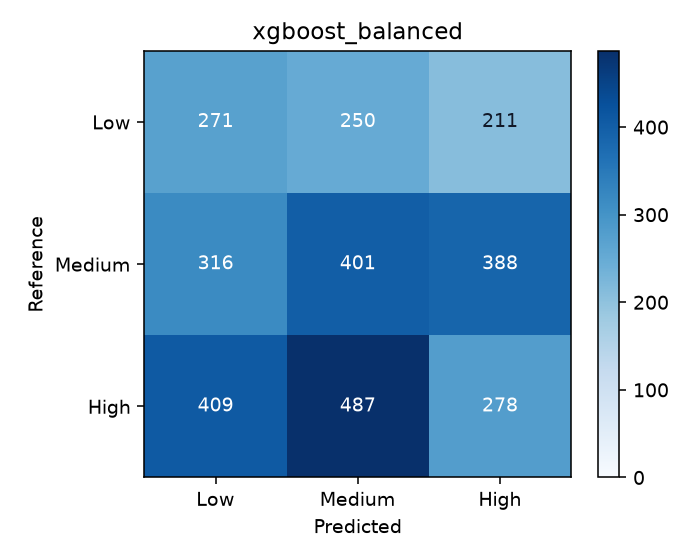 xgboost_balanced
Low 271 250 211
Medium 316 401 388
High 409 487 278
Low Medium High
Predicted
Reference
400
300
200
100
0